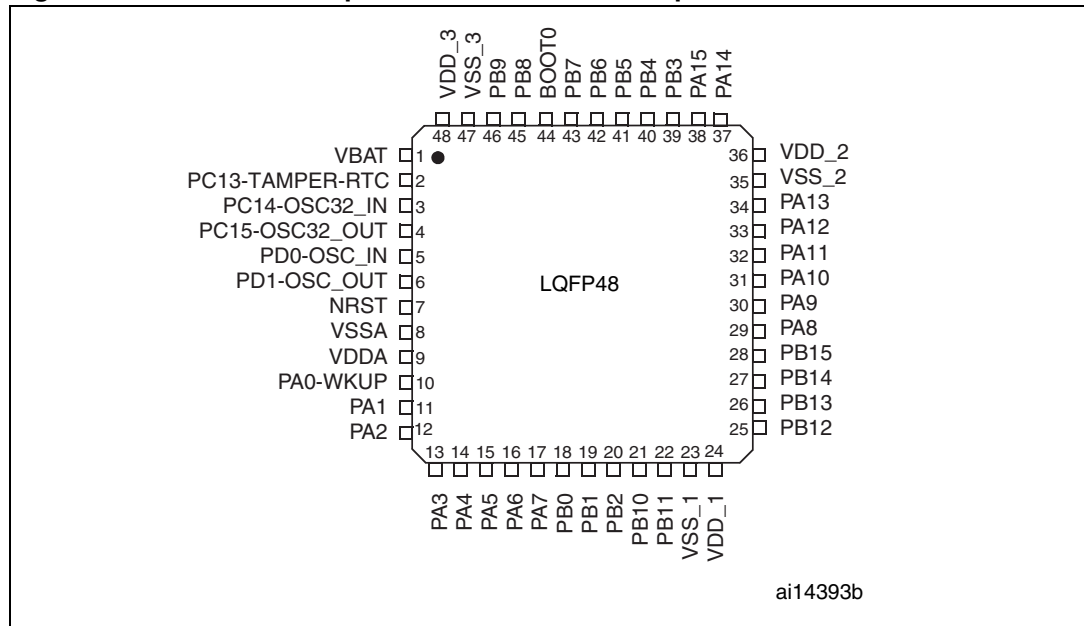 VDD_3
VSS_3
PB9
PB8
BOOT0
PB7
PB6
PB5
PB4
PB3
PA15
PA14
48 47 46 45 44 43 42 41 40 39 38 37
VBAT 1
PC13-TAMPER-RTC 2
PC14-OSC32_IN 3
PC15-OSC32_OUT 4
PD0-OSC_IN 5
PD1-OSC_OUT 6
NRST 7
VSSA 8
VDDA 9
PA0-WKUP 10
PA1 11
PA2 12
LQFP48
36 VDD_2
35 VSS_2
34 PA13
33 PA12
32 PA11
31 PA10
30 PA9
29 PA8
28 PB15
27 PB14
26 PB13
25 PB12
13 14 15 16 17 18 19 20 21 22 23 24
PA3
PA4
PA5
PA6
PA7
PB0
PB1
PB2
PB10
PB11
VSS_1
VDD_1
ai14393b